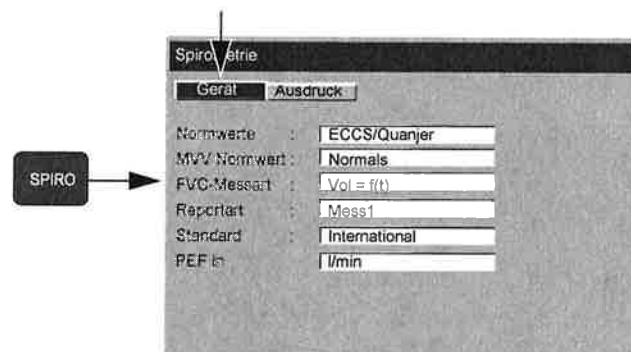 Spirometrie
Gerät Ausdruck
Normwerte : ECCS/Quanjer
MVV Normwert : Normals
SPIRO
FVC-Messart : Vol = f(t)
Reportart : Mess1
Standard : International
PEF in l/min